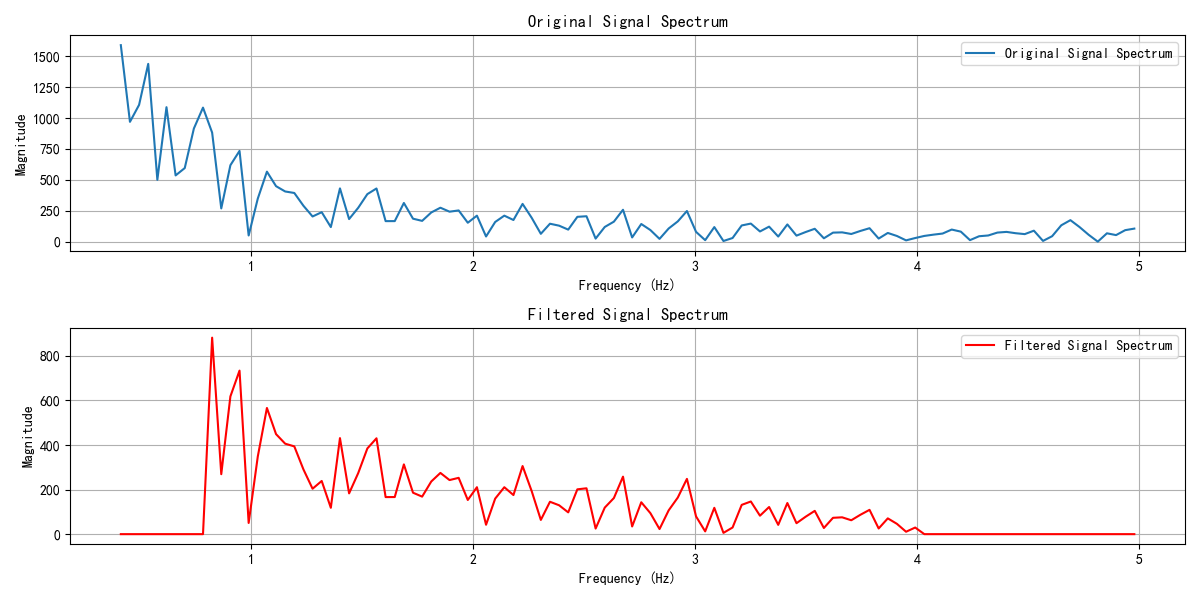 Original Signal Spectrum
Original Signal Spectrum
1500
1250
1000
750
500
250
0
Magnitude
1 2 3 4 5
Frequency (Hz)
Filtered Signal Spectrum
Filtered Signal Spectrum
800
600
400
200
0
Magnitude
1 2 3 4 5
Frequency (Hz)